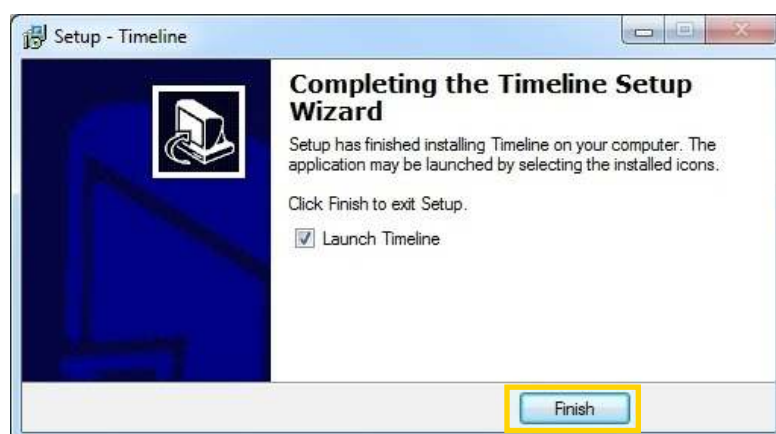 Setup - Timeline
Completing the Timeline Setup
Wizard
Setup has finished installing Timeline on your computer. The
application may be launched by selecting the installed icons.
Click Finish to exit Setup.
Launch Timeline
Finish